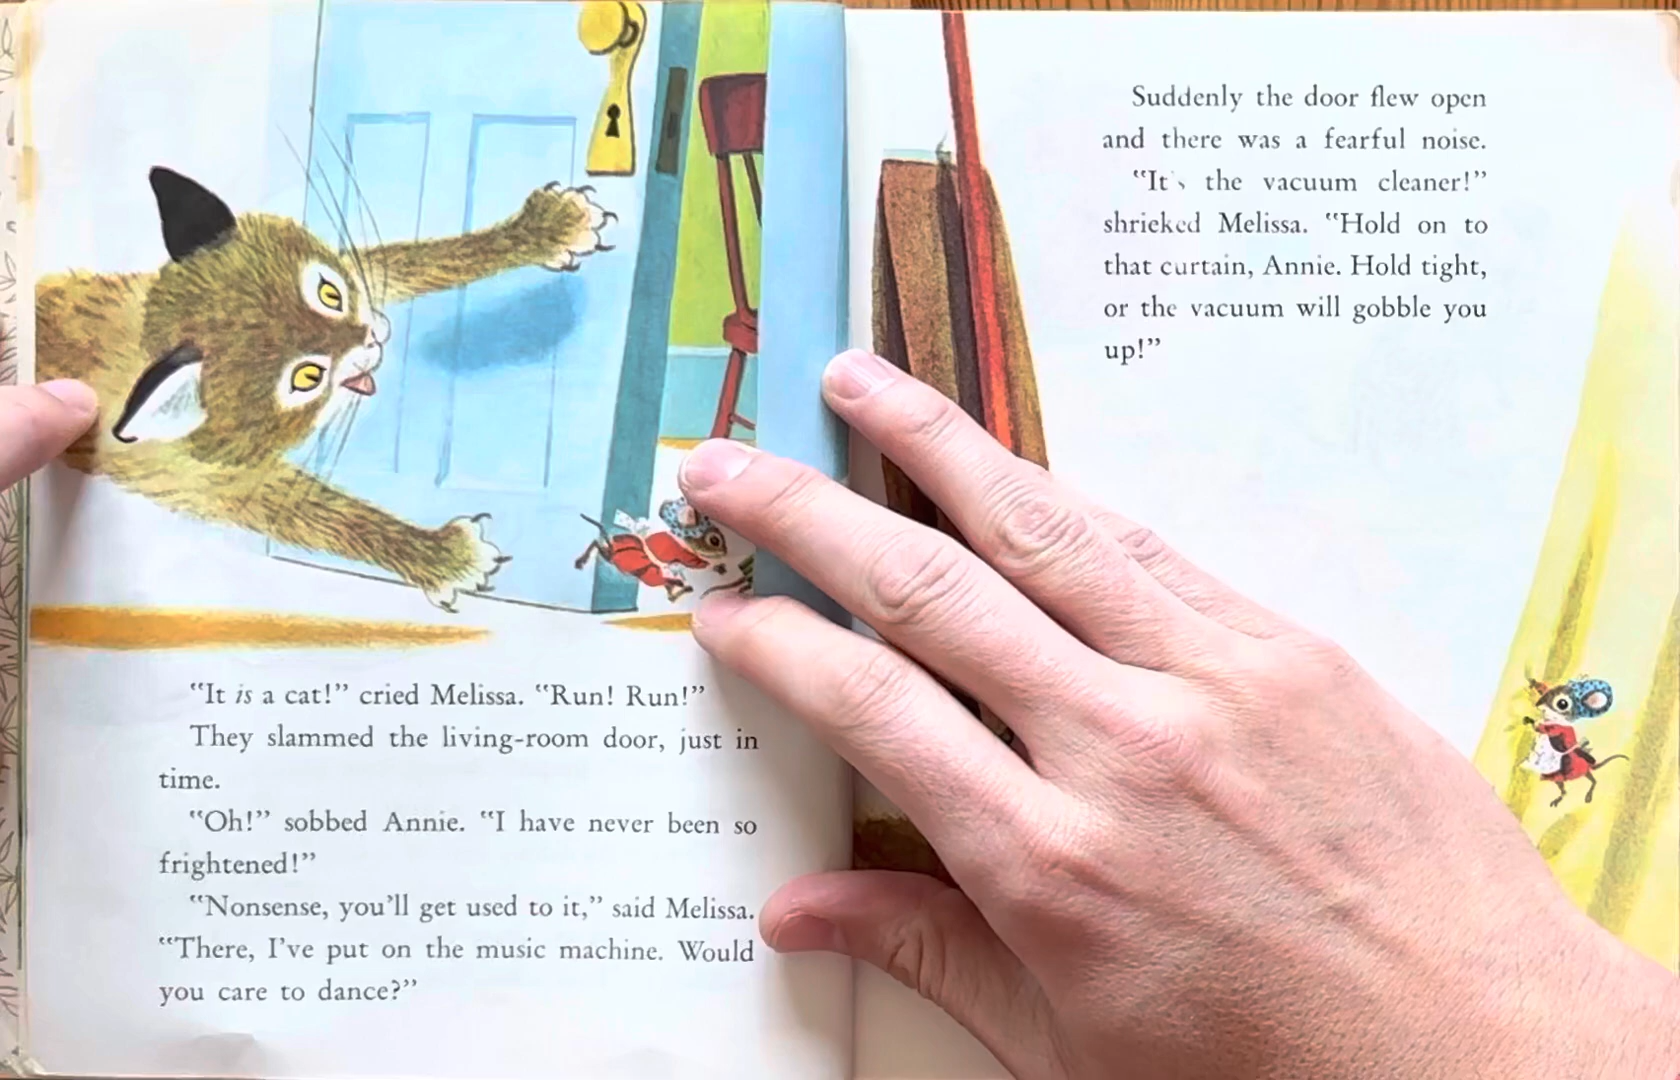 “It is a cat!” cried Melissa. “Run! Run!”
They slammed the living-room door, just in
time.
“Oh!” sobbed Annie. “I have never been so
frightened!”
“Nonsense, you’ll get used to it,” said Melissa.
“There, I’ve put on the music machine. Would
you care to dance?”
Suddenly the door flew open
and there was a fearful noise.
“It’s the vacuum cleaner!”
shrieked Melissa. “Hold on to
that curtain, Annie. Hold tight,
or the vacuum will gobble you
up!”